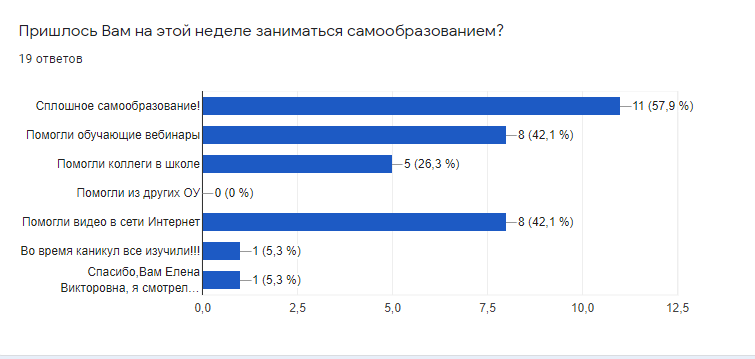 Пришлось Вам на этой неделе заниматься самообразованием?
19 ответов
Сплошное самообразование!
11 (57,9 %)
Помогли обучающие вебинары
8 (42,1 %)
Помогли коллеги в школе
5 (26,3 %)
Помогли из других ОУ
0 (0 %)
Помогли видео в сети Интернет
8 (42,1 %)
Во время каникул все изучили!!!
1 (5,3 %)
Спасибо,Вам Елена
Викторовна, я смотрел…
1 (5,3 %)
0,0 2,5 5,0 7,5 10,0 12,5